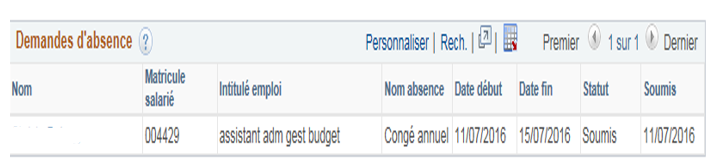 Demandes d'absence ? Personnaliser | Rech. | | Premier 1 sur 1 Dernier
Nom Matricule salarié Intitulé emploi Nom absence Date début Date fin Statut Soumis
004429 assistant adm gest budget Congé annuel 11/07/2016 15/07/2016 Soumis 11/07/2016